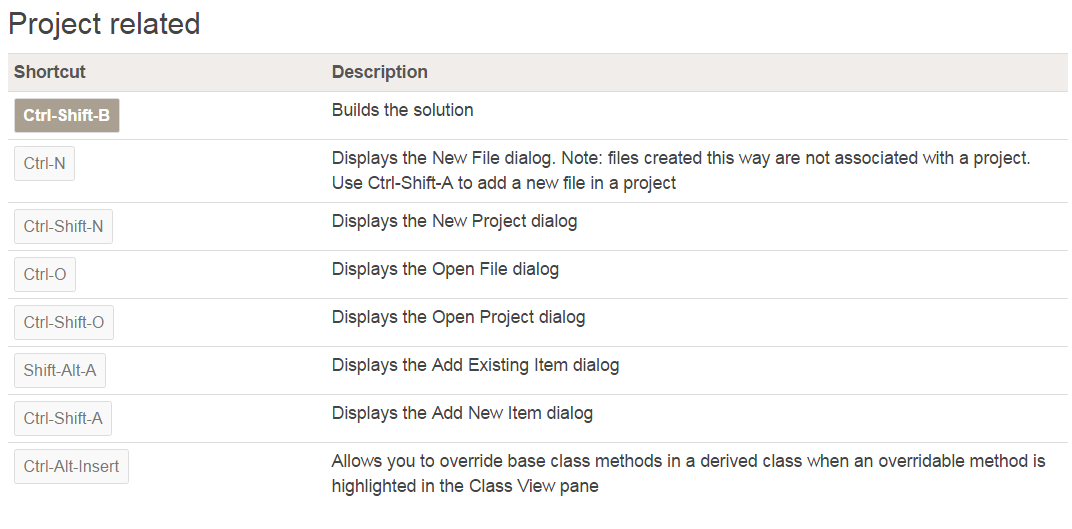 Project related
Shortcut Description
Ctrl-Shift-B Builds the solution
Ctrl-N Displays the New File dialog. Note: files created this way are not associated with a project.
Use Ctrl-Shift-A to add a new file in a project
Ctrl-Shift-N Displays the New Project dialog
Ctrl-O Displays the Open File dialog
Ctrl-Shift-O Displays the Open Project dialog
Shift-Alt-A Displays the Add Existing Item dialog
Ctrl-Shift-A Displays the Add New Item dialog
Ctrl-Alt-Insert Allows you to override base class methods in a derived class when an overridable method is
highlighted in the Class View pane